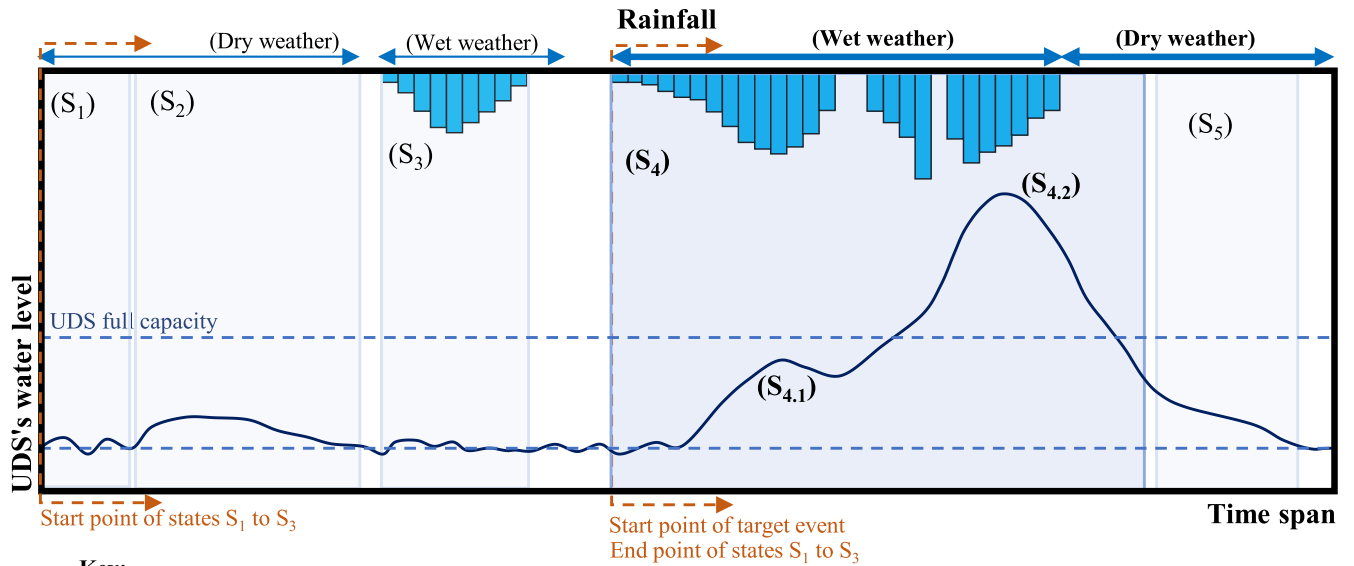 Rainfall
(Dry weather)
(Wet weather)
(Wet weather)
(Dry weather)
(S1)
(S2)
(S3)
(S4)
(S5)
(S4.2)
UDS full capacity
(S4.1)
UDS's water level
Start point of states S1 to S3
Start point of target event
End point of states S1 to S3
Time span